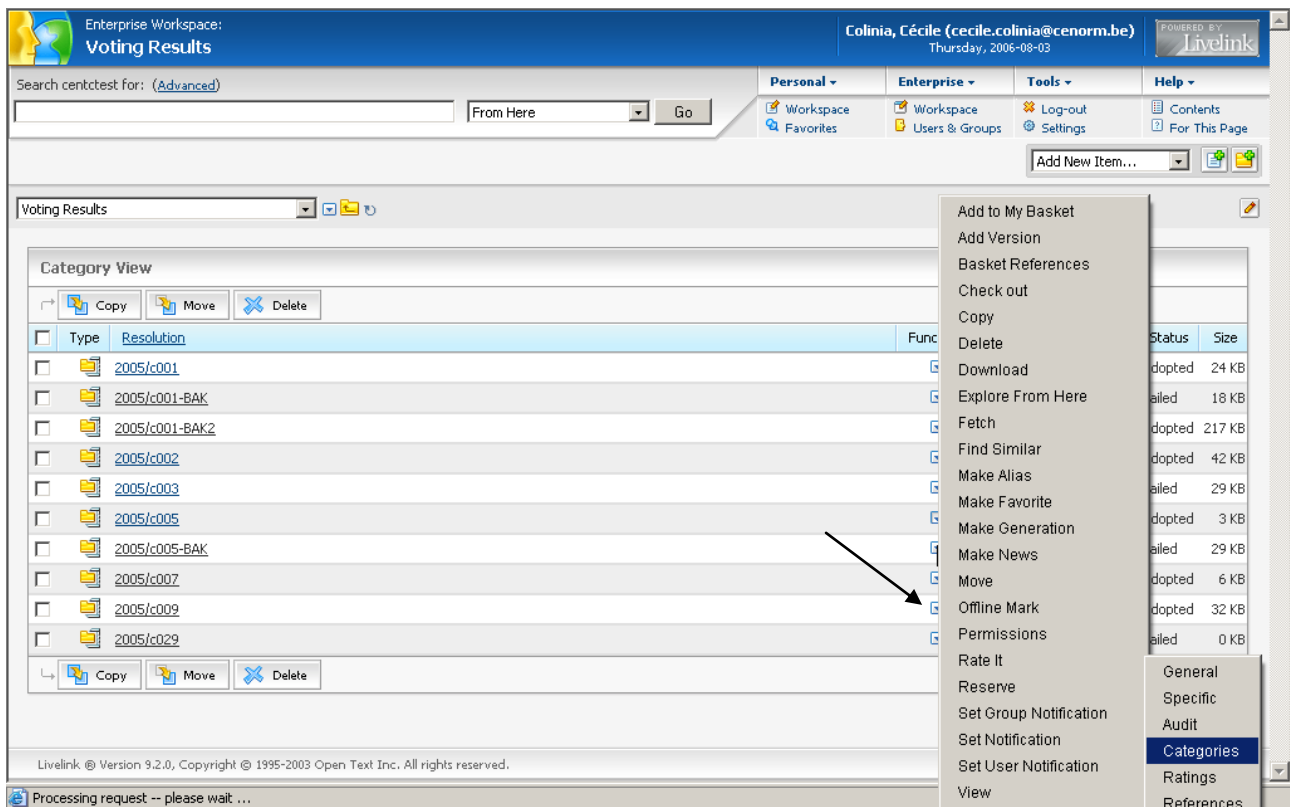 Enterprise Workspace:
Voting Results
Colinia, Cécile (cecile.colinia@cenorm.be)
Thursday, 2006-08-03
POWERED BY
Livelink
Search centctest for: (Advanced)
From Here
Go
Personal
Enterprise
Tools
Help
Workspace
Workspace
Log-out
Contents
Favorites
Users & Groups
Settings
For This Page
Add New Item...
Voting Results
Category View
Copy
Move
Delete
Type
Resolution
Func
Status
Size
2005/c001
dopted
24 KB
2005/c001-BAK
ailed
18 KB
2005/c001-BAK2
dopted
217 KB
2005/c002
dopted
42 KB
2005/c003
ailed
29 KB
2005/c005
dopted
3 KB
2005/c005-BAK
ailed
29 KB
2005/c007
dopted
6 KB
2005/c009
dopted
32 KB
2005/c029
ailed
0 KB
Copy
Move
Delete
Add to My Basket
Add Version
Basket References
Check out
Copy
Delete
Download
Explore From Here
Fetch
Find Similar
Make Alias
Make Favorite
Make Generation
Make News
Move
Offline Mark
Permissions
Rate It
Reserve
Set Group Notification
Set Notification
Set User Notification
View
General
Specific
Audit
Categories
Ratings
References
Livelink ® Version 9.2.0, Copyright © 1995-2003 Open Text Inc. All rights reserved.
Processing request -- please wait ...